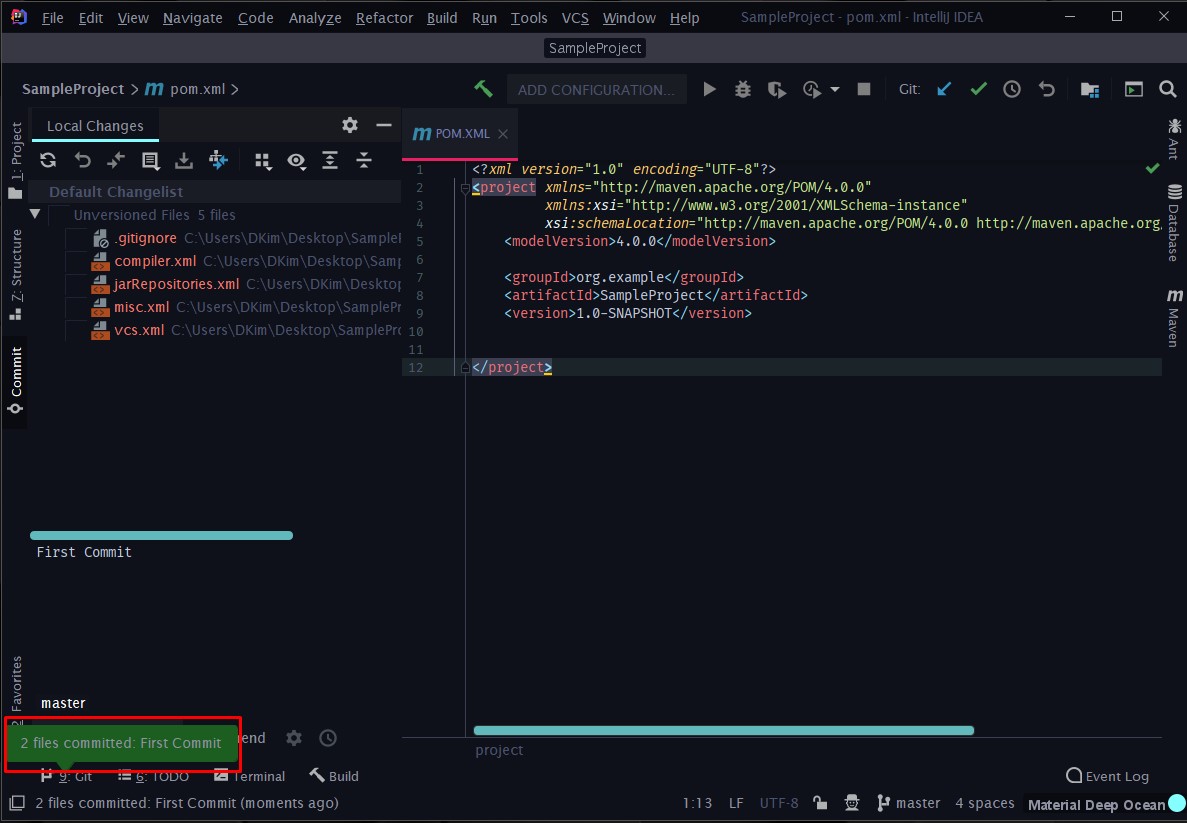 File Edit View Navigate Code Analyze Refactor Build Run Tools VCS Window Help SampleProject - pom.xml - IntelliJ IDEA
SampleProject
SampleProject > m pom.xml >
ADD CONFIGURATION...
Git:
1: Project
Z: Structure
Commit
Favorites
Local Changes
Default Changelist
Unversioned Files 5 files
.gitignore C:\Users\DKim\Desktop\Sample
compiler.xml C:\Users\DKim\Desktop\Samp
jarRepositories.xml C:\Users\DKim\Deskto
misc.xml C:\Users\DKim\Desktop\SamplePr
vcs.xml C:\Users\DKim\Desktop\SamplePr
First Commit
master
end
2 files committed: First Commit
m POM.XML
1 <?xml version="1.0" encoding="UTF-8"?>
2 <project xmlns="http://maven.apache.org/POM/4.0.0"
3 xmlns:xsi="http://www.w3.org/2001/XMLSchema-instance"
4 xsi:schemaLocation="http://maven.apache.org/POM/4.0.0 http://maven.apache.org.
5 <modelVersion>4.0.0</modelVersion>
6
7 <groupId>org.example</groupId>
8 <artifactId>SampleProject</artifactId>
9 <version>1.0-SNAPSHOT</version>
10
11
12 </project>
project
Ant
Database
m Maven
9: Git 6: TODO Terminal Build Event Log
2 files committed: First Commit (moments ago) 1:13 LF UTF-8 master 4 spaces Material Deep Ocean